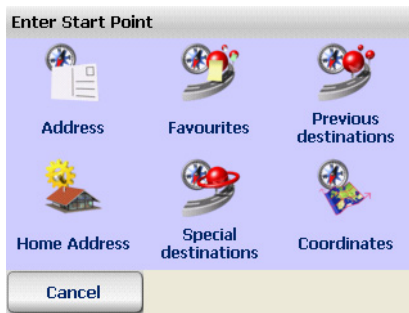 Enter Start Point
Address
Favourites
Previous
destinations
Home Address
Special
destinations
Coordinates
Cancel